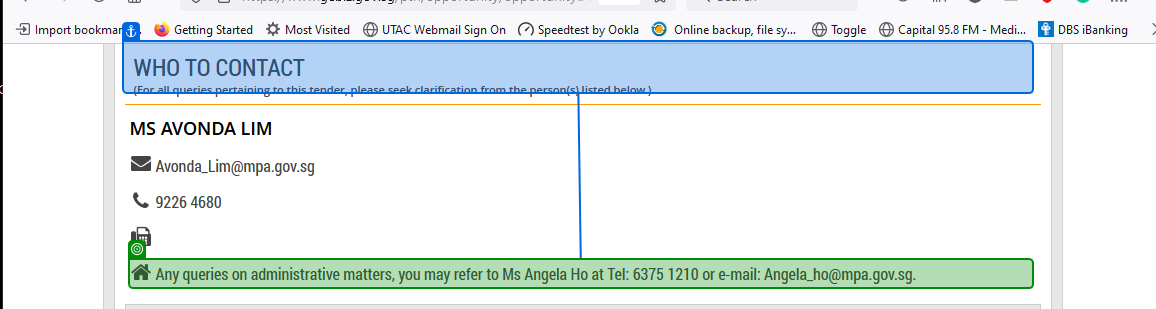 Import bookmar... Getting Started Most Visited UTAC Webmail Sign On Speedtest by Ookla Online backup, file sy... Toggle Capital 95.8 FM - Medi... DBS iBanking
WHO TO CONTACT
(For all queries pertaining to this tender, please seek clarification from the person(s) listed below.)
MS AVONDA LIM
Avonda_Lim@mpa.gov.sg
9226 4680
Any queries on administrative matters, you may refer to Ms Angela Ho at Tel: 6375 1210 or e-mail: Angela_ho@mpa.gov.sg.